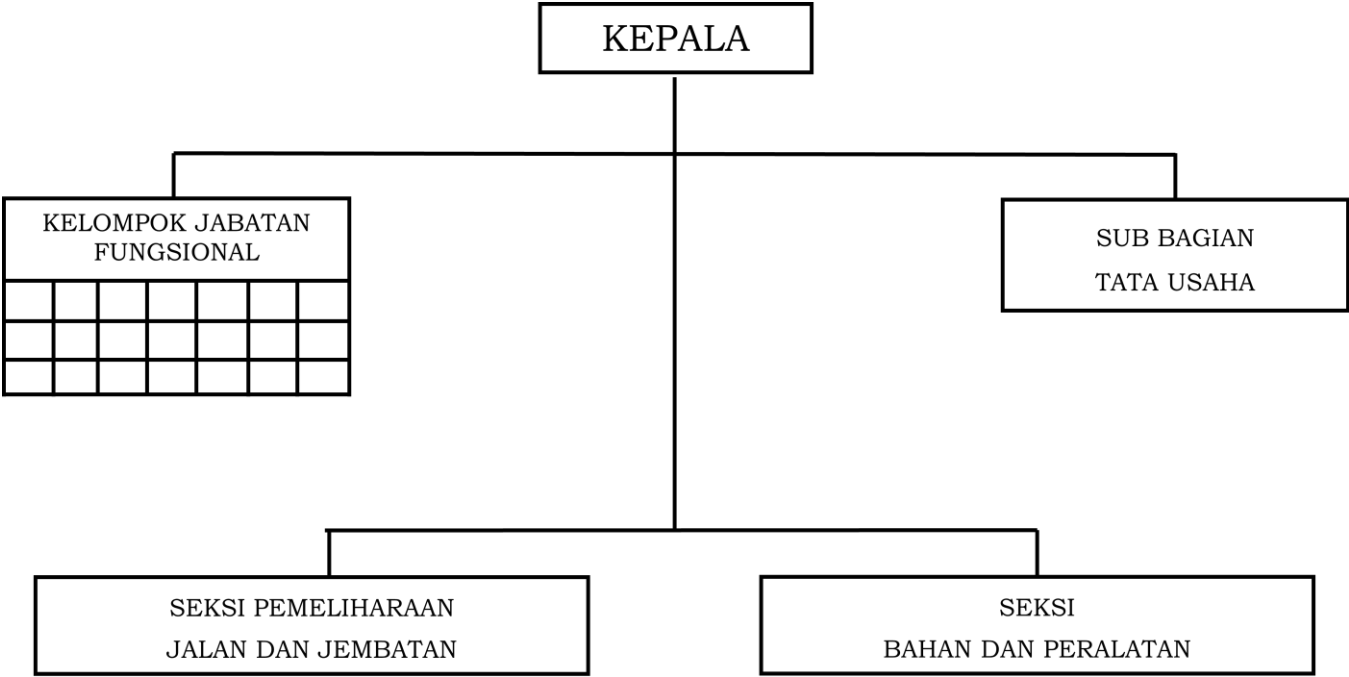 KEPALA
KELOMPOK JABATAN
FUNGSIONAL
SUB BAGIAN
TATA USAHA
SEKSI PEMELIHARAAN
JALAN DAN JEMBATAN
SEKSI
BAHAN DAN PERALATAN